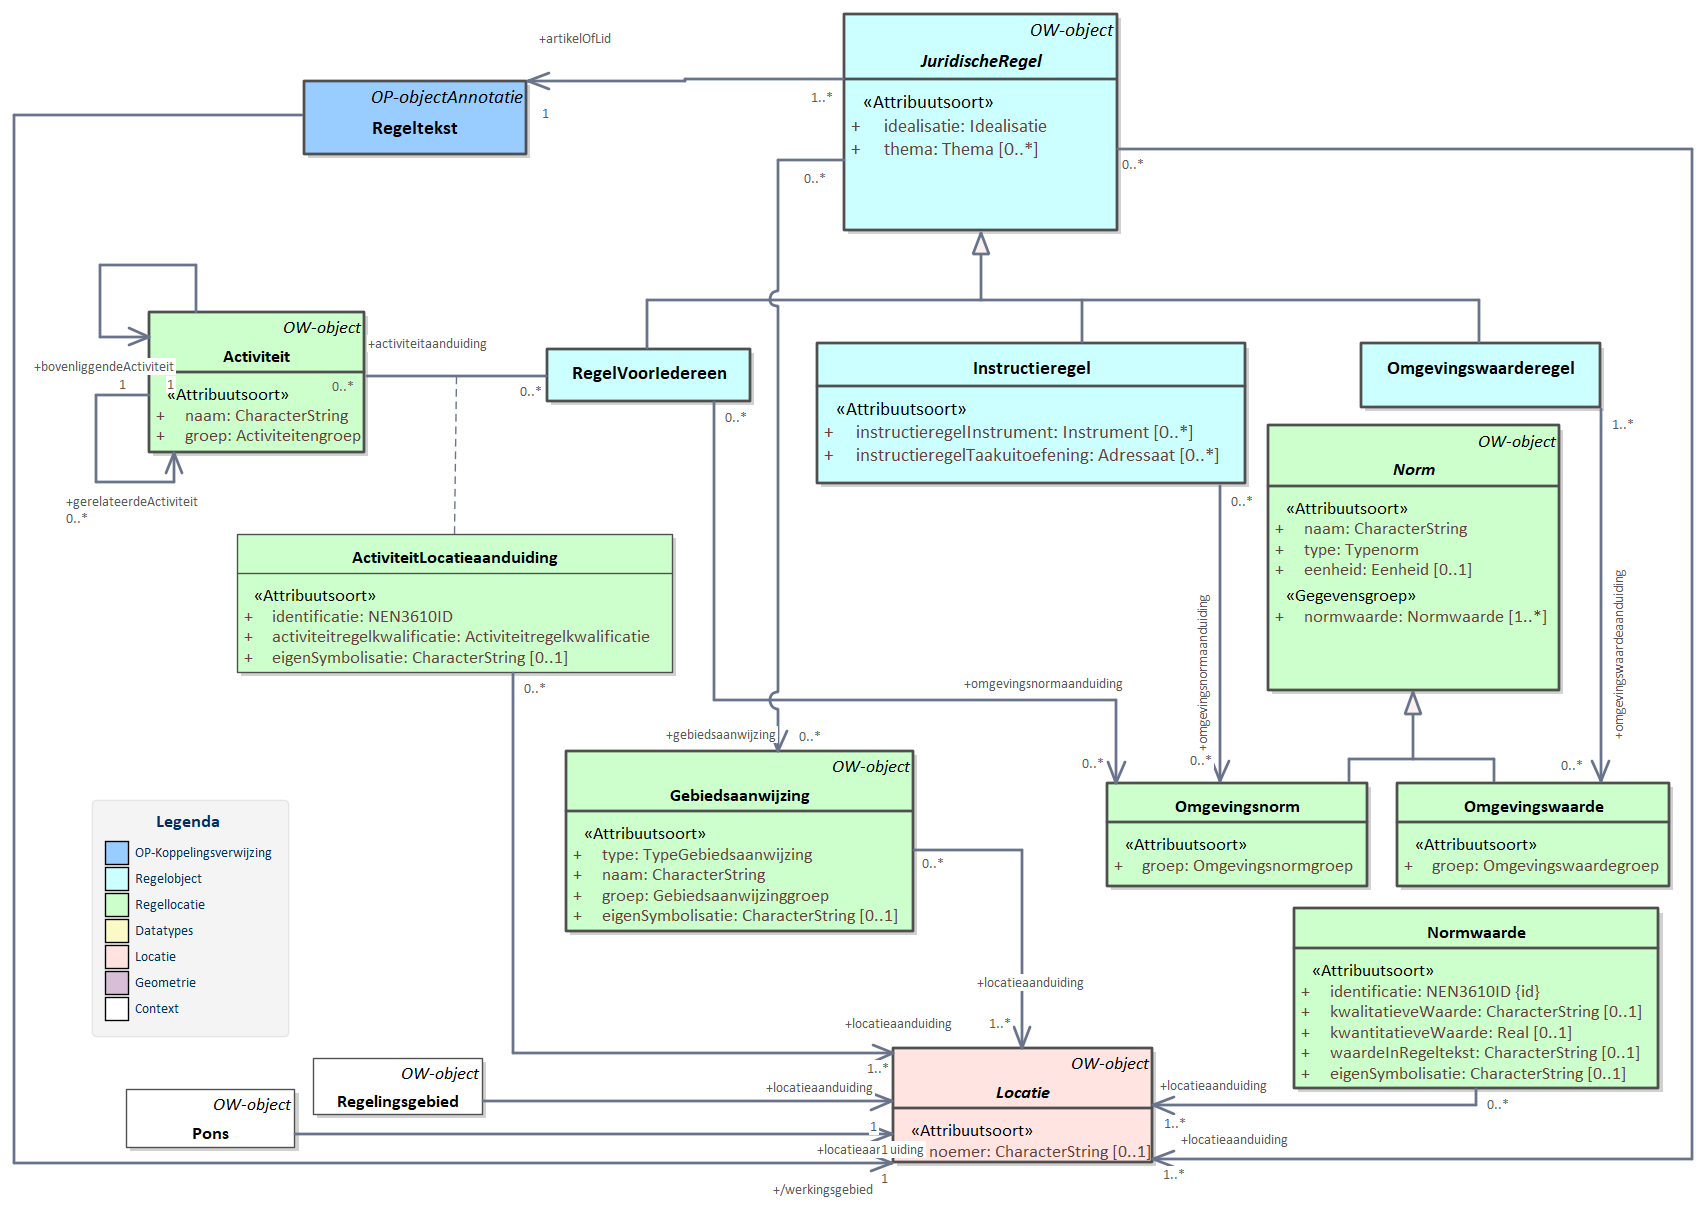 OW-object
JuridischeRegel
«Attribuutsoort»
+ idealisatie: Idealisatie
+ thema: Thema [0..*]
+artikelOfLid
1..*
1
OP-objectAnnotatie
Regeltekst
0..*
0..*
OW-object
Activiteit
«Attribuutsoort»
+ naam: CharacterString
+ groep: Activiteitengroep
+bovenliggendeActiviteit
1
1
0..*
+gerelateerdeActiviteit
0..*
+activiteitaanduiding
0..*
RegelVoorIedereen
0..*
Instructieregel
«Attribuutsoort»
+ instructieregelInstrument: Instrument [0..*]
+ instructieregelTaakuitoefening: Adressaat [0..*]
0..*
Omgevingswaarderegel
1..*
OW-object
Norm
«Attribuutsoort»
+ naam: CharacterString
+ type: Typenorm
+ eenheid: Eenheid [0..1]
«Gegevensgroep»
+ normwaarde: Normwaarde [1..*]
ActiviteitLocatieaanduiding
«Attribuutsoort»
+ identificatie: NEN3610ID
+ activiteitregelkwalificatie: Activiteitregelkwalificatie
+ eigenSymbolisatie: CharacterString [0..1]
0..*
+omgevingsnormaanduiding
+omgevingsnormaanduiding
+omgevingswaardeaanduiding
+gebiedsaanwijzing
0..*
0..*
0..*
0..*
OW-object
Gebiedsaanwijzing
«Attribuutsoort»
+ type: TypeGebiedsaanwijzing
+ naam: CharacterString
+ groep: Gebiedsaanwijzinggroep
+ eigenSymbolisatie: CharacterString [0..1]
0..*
Omgevingsnorm
«Attribuutsoort»
+ groep: Omgevingsnormgroep
Omgevingswaarde
«Attribuutsoort»
+ groep: Omgevingswaardegroep
Legenda
OP-Koppelingsverwijzing
Regelobject
Regellocatie
Datatypes
Locatie
Geometrie
Context
Normwaarde
«Attribuutsoort»
+ identificatie: NEN3610ID {id}
+ kwalitatieveWaarde: CharacterString [0..1]
+ kwantitatieveWaarde: Real [0..1]
+ waardeInRegeltekst: CharacterString [0..1]
+ eigenSymbolisatie: CharacterString [0..1]
0..*
+locatieaanduiding
1..*
+locatieaanduiding
1..*
OW-object
Regelingsgebied
+locatieaanduiding
1
OW-object
Pons
+locatieaanduiding
1
OW-object
Locatie
«Attribuutsoort»
noemer: CharacterString [0..1]
+locatieaanduiding
1..*
+locatieaanduiding
1..*
+/werkingsgebied
1